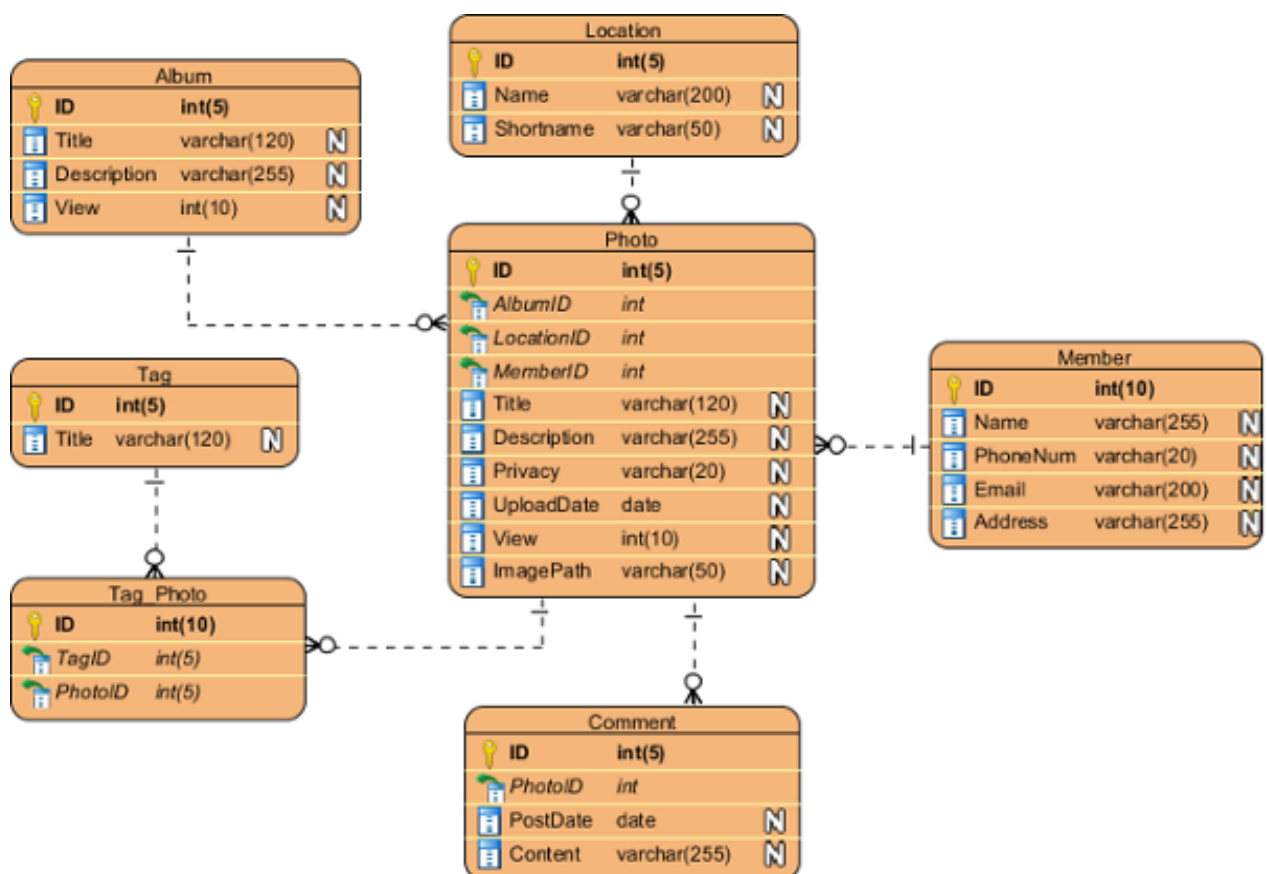 Album
ID int(5)
Title varchar(120) N
Description varchar(255) N
View int(10) N
Location
ID int(5)
Name varchar(200) N
Shortname varchar(50) N
Photo
ID int(5)
AlbumID int
LocationID int
MemberID int
Title varchar(120) N
Description varchar(255) N
Privacy varchar(20) N
UploadDate date N
View int(10) N
ImagePath varchar(50) N
Tag
ID int(5)
Title varchar(120) N
Member
ID int(10)
Name varchar(255) N
PhoneNum varchar(20) N
Email varchar(200) N
Address varchar(255) N
Tag_Photo
ID int(10)
TagID int(5)
PhotoID int(5)
Comment
ID int(5)
PhotoID int
PostDate date N
Content varchar(255) N